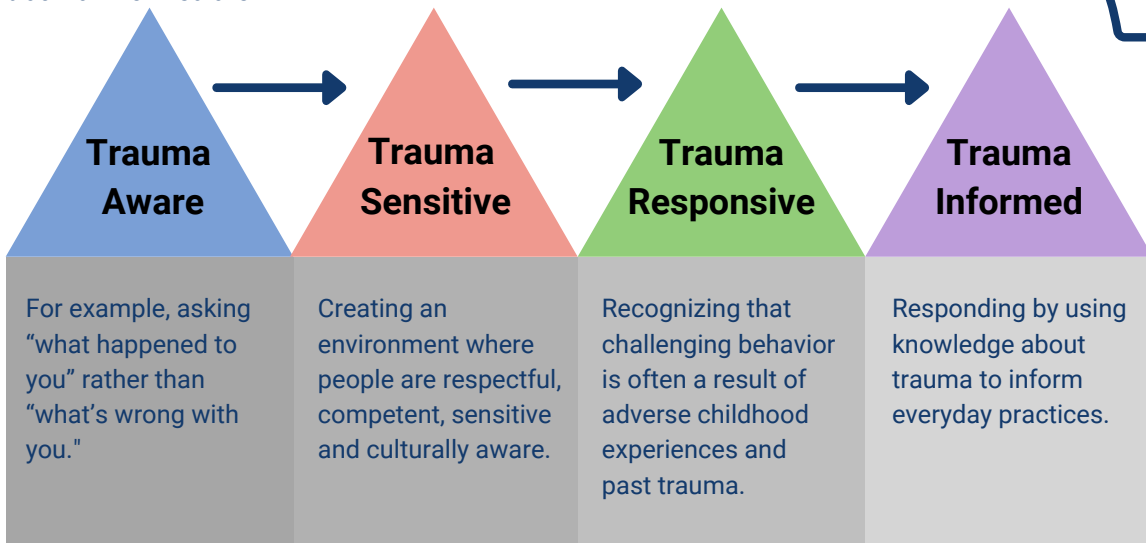 Trauma
Aware
Trauma
Sensitive
Trauma
Responsive
Trauma
Informed
For example, asking
“what happened to
you” rather than
“what’s wrong with
you."
Creating an
environment where
people are respectful,
competent, sensitive
and culturally aware.
Recognizing that
challenging behavior
is often a result of
adverse childhood
experiences and
past trauma.
Responding by using
knowledge about
trauma to inform
everyday practices.